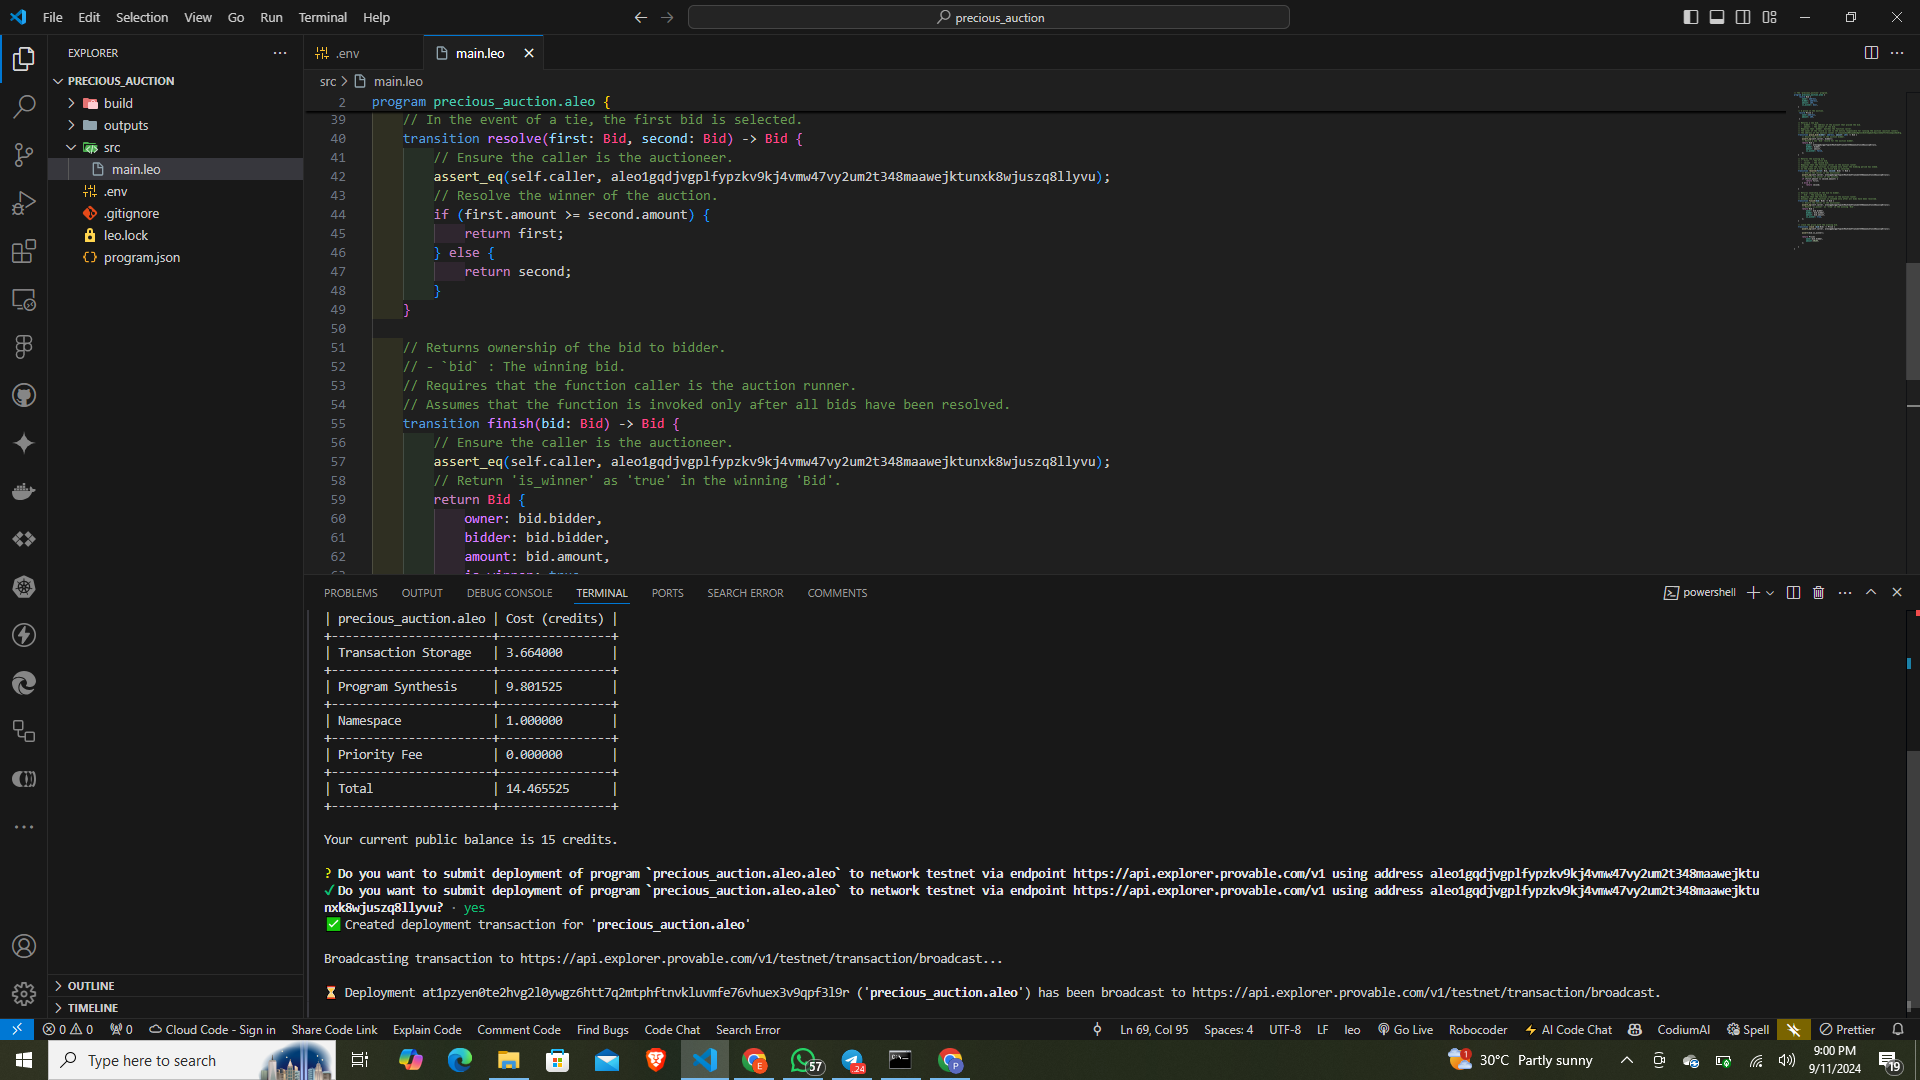 File Edit Selection View Go Run Terminal Help
precious_auction
EXPLORER
PRECIOUS_AUCTION
build
outputs
src
main.leo
.env
.gitignore
leo.lock
program.json
OUTLINE
TIMELINE
.env
main.leo
src > main.leo
2 program precious_auction.aleo {
39 // In the event of a tie, the first bid is selected.
40 transition resolve(first: Bid, second: Bid) -> Bid {
41 // Ensure the caller is the auctioneer.
42 assert_eq(self.caller, aleo1gqdjvgplfypzkv9kj4vmw47vy2um2t348maawejktunxk8wjuszq8llyvu);
43 // Resolve the winner of the auction.
44 if (first.amount >= second.amount) {
45 return first;
46 } else {
47 return second;
48 }
49 }
50
51 // Returns ownership of the bid to bidder.
52 // - `bid` : The winning bid.
53 // Requires that the function caller is the auction runner.
54 // Assumes that the function is invoked only after all bids have been resolved.
55 transition finish(bid: Bid) -> Bid {
56 // Ensure the caller is the auctioneer.
57 assert_eq(self.caller, aleo1gqdjvgplfypzkv9kj4vmw47vy2um2t348maawejktunxk8wjuszq8llyvu);
58 // Return 'is_winner' as 'true' in the winning 'Bid'.
59 return Bid {
60 owner: bid.bidder,
61 bidder: bid.bidder,
62 amount: bid.amount,
PROBLEMS OUTPUT DEBUG CONSOLE TERMINAL PORTS SEARCH ERROR COMMENTS
powershell
| precious_auction.aleo | Cost (credits) |
+-----------------------+----------------+
| Transaction Storage | 3.664000 |
+-----------------------+----------------+
| Program Synthesis | 9.801525 |
+-----------------------+----------------+
| Namespace | 1.000000 |
+-----------------------+----------------+
| Priority Fee | 0.000000 |
+-----------------------+----------------+
| Total | 14.465525 |
+-----------------------+----------------+
Your current public balance is 15 credits.
? Do you want to submit deployment of program `precious_auction.aleo.aleo` to network testnet via endpoint https://api.explorer.provable.com/v1 using address aleo1gqdjvgplfypzkv9kj4vmw47vy2um2t348maawejktu
✓ Do you want to submit deployment of program `precious_auction.aleo.aleo` to network testnet via endpoint https://api.explorer.provable.com/v1 using address aleo1gqdjvgplfypzkv9kj4vmw47vy2um2t348maawejktu
nxk8wjuszq8llyvu? · yes
✅ Created deployment transaction for 'precious_auction.aleo'
Broadcasting transaction to https://api.explorer.provable.com/v1/testnet/transaction/broadcast...
⌛ Deployment at1pzyen0te2hvg2l0ywgz6htt7q2mtphftnvkluvmfe76vhuex3v9qpf3l9r ('precious_auction.aleo') has been broadcast to https://api.explorer.provable.com/v1/testnet/transaction/broadcast.
0 0 0 Cloud Code - Sign in Share Code Link Explain Code Comment Code Find Bugs Code Chat Search Error Ln 69, Col 95 Spaces: 4 UTF-8 LF leo Go Live Robocoder AI Code Chat CodiumAI Spell Prettier
Type here to search
57
24
30°C Partly sunny
9:00 PM
9/11/2024
19